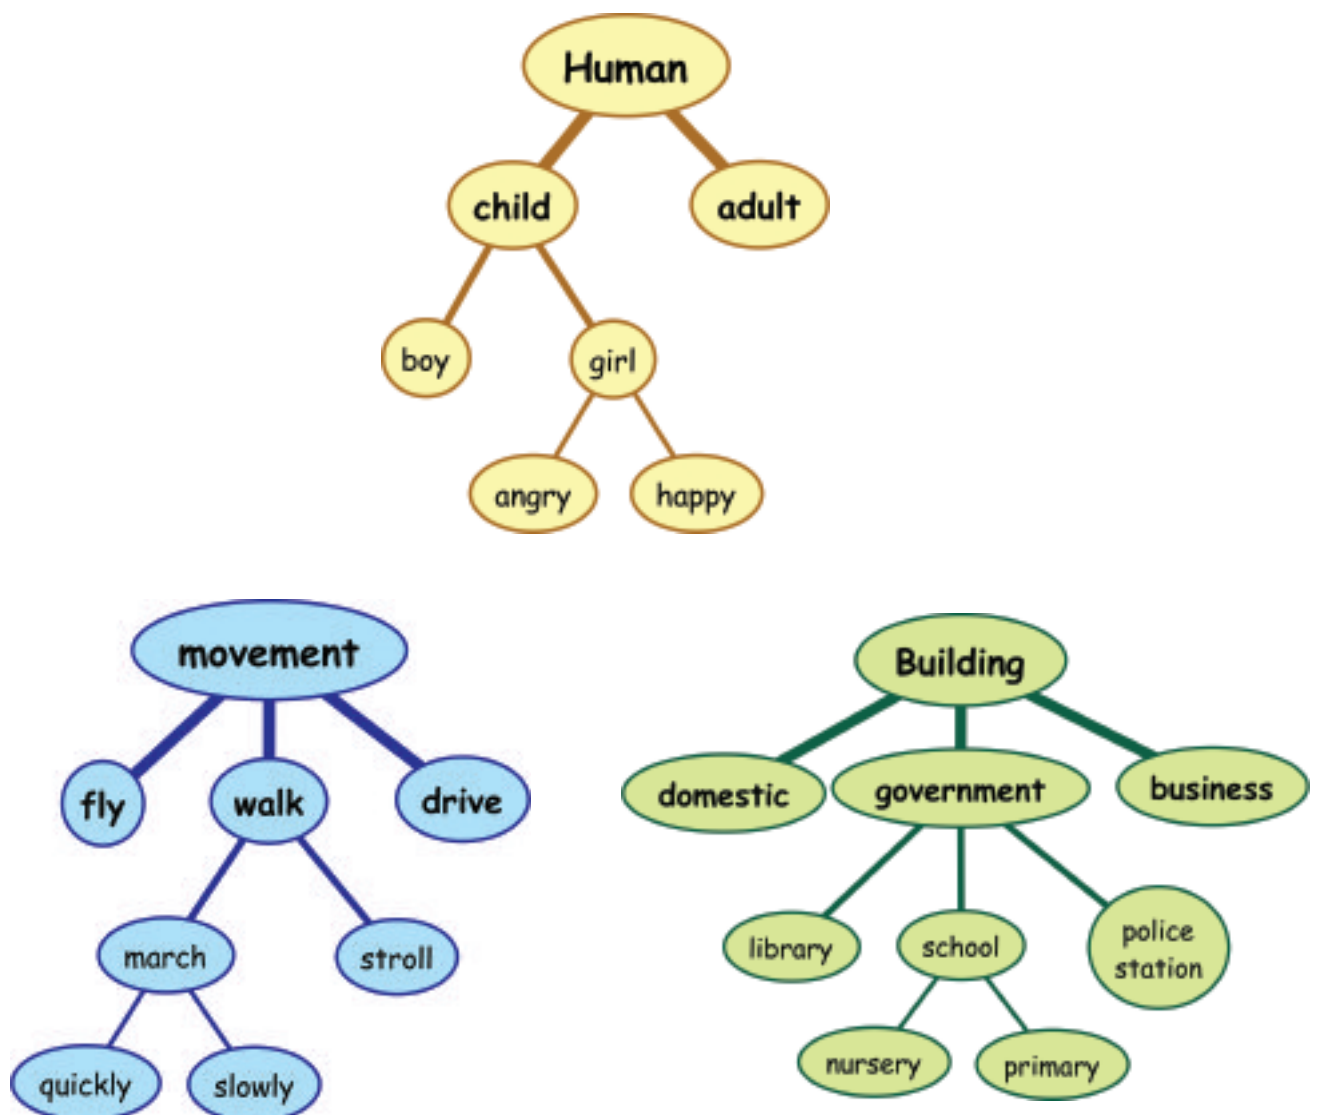 Human
child
adult
boy
girl
angry
happy
movement
fly
walk
drive
march
stroll
quickly
slowly
Building
domestic
government
business
library
school
police
station
nursery
primary